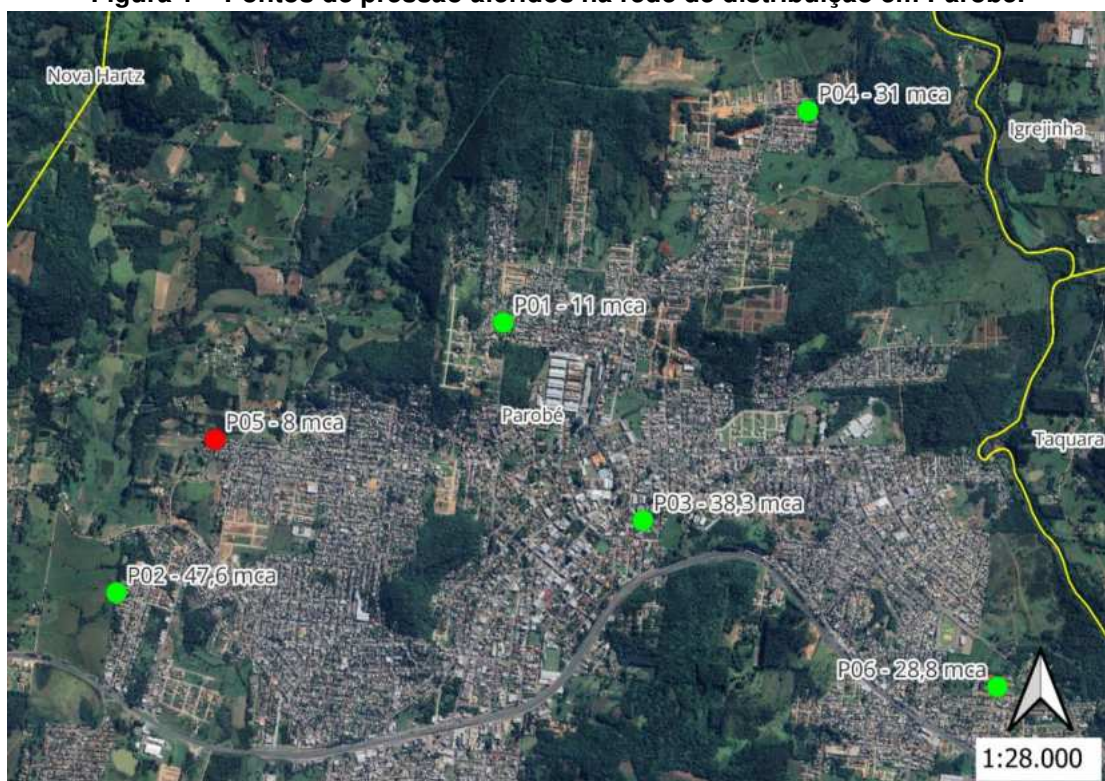 Figura 1 – Pontos de pressão aferidos na rede de distribuição em Parobé.
Nova Hartz
P04 - 31 mca
Igrejinha
P01 - 11 mca
Parobé
P05 - 8 mca
Taquara
P03 - 38,3 mca
P02 - 47,6 mca
P06 - 28,8 mca
1:28.000